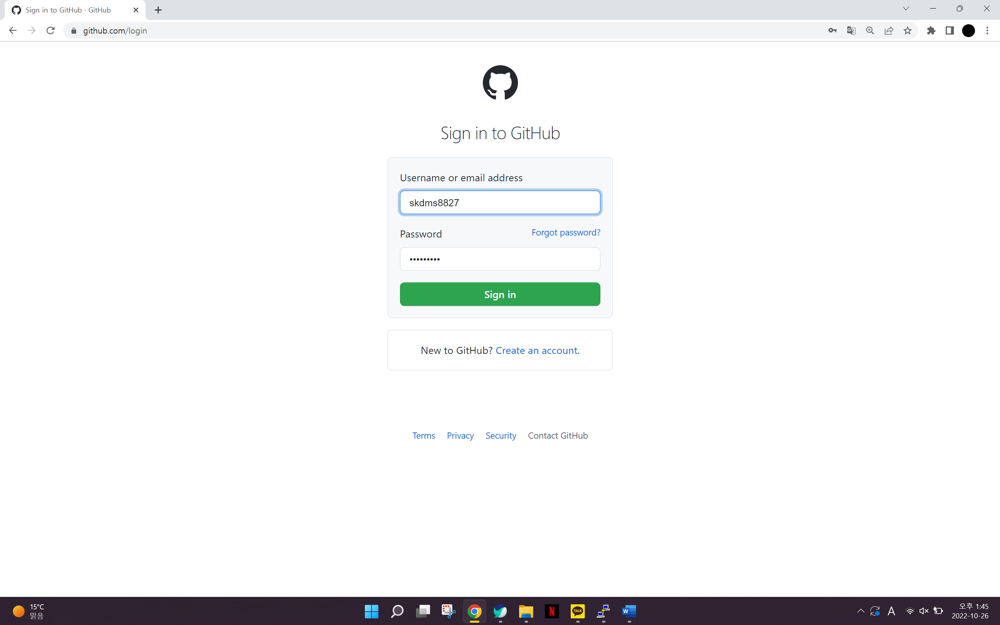 Sign in to GitHub · GitHub
github.com/login
Sign in to GitHub
Username or email address
skdms8827
Password
Forgot password?
•••••••••
Sign in
New to GitHub? Create an account.
Terms Privacy Security Contact GitHub
15°C
맑음
N
TALK
W
A
오후 1:45
2022-10-26